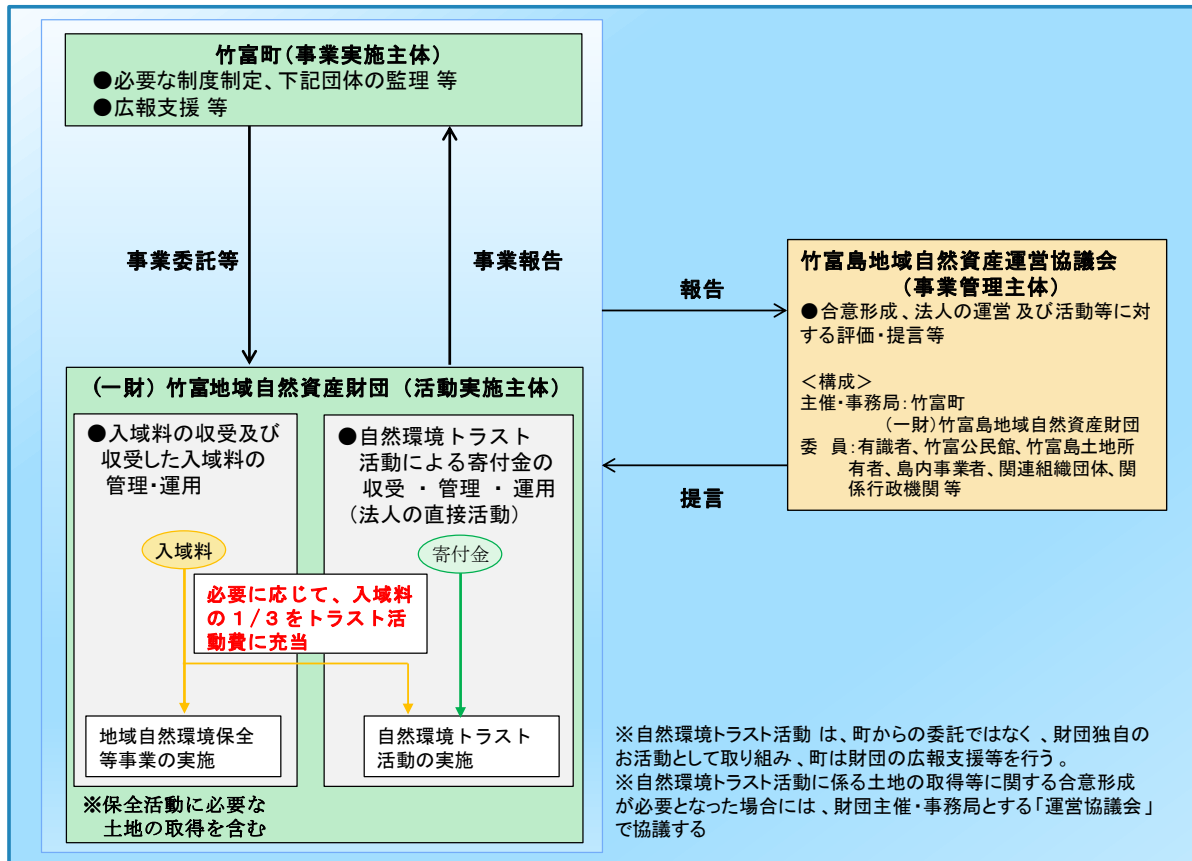 竹富町（事業実施主体）
●必要な制度制定、下記団体の監理 等
●広報支援 等
事業委託等
事業報告
報告
提言
竹富島地域自然資産運営協議会
（事業管理主体）
●合意形成、法人の運営 及び活動等に対
する評価・提言等
＜構成＞
主催・事務局：竹富町
（一財）竹富島地域自然資産財団
委　員：有識者、竹富公民館、竹富島土地所
有者、島内事業者、関連組織団体、関
係行政機関 等
（一財）竹富地域自然資産財団（活動実施主体）
●入域料の収受及び
収受した入域料の
管理・運用
入域料
●自然環境トラスト
活動による寄付金の
収受 ・ 管理 ・ 運用
（法人の直接活動）
寄付金
必要に応じて、入域料
の１/３をトラスト活
動費に充当
地域自然環境保全
等事業の実施
自然環境トラスト
活動の実施
※保全活動に必要な
土地の取得を含む
※自然環境トラスト活動 は、町からの委託ではなく 、財団独自の
お活動として取り組み 、町は財団の広報支援等を行う 。
※自然環境トラスト活動に係る土地の取得等に関する合意形成
が必要となった場合には 、財団主催・事務局とする「運営協議会」
で協議する